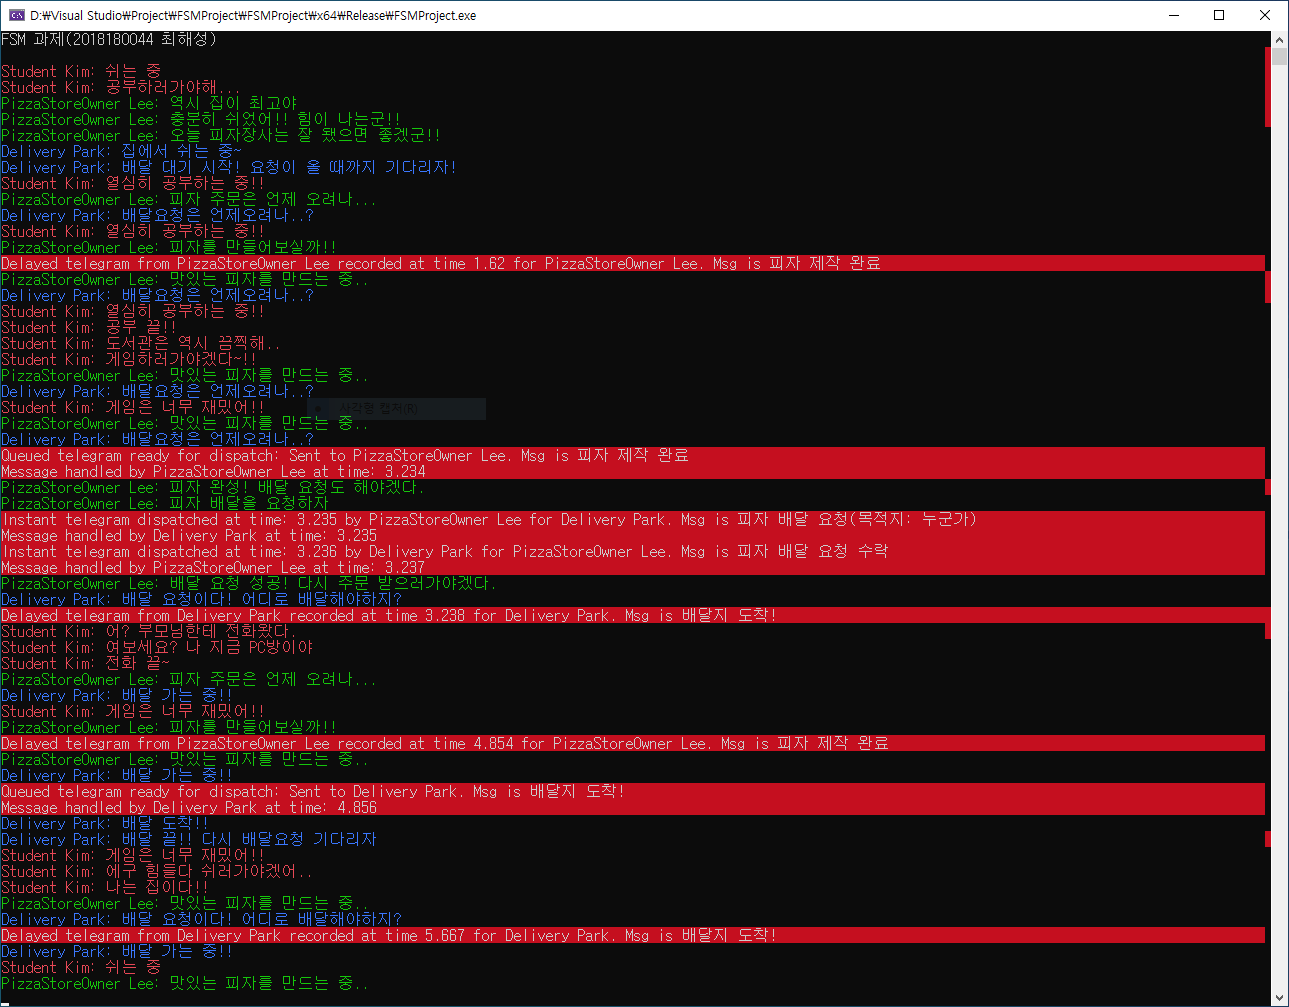 D:₩Visual Studio₩Project₩FSMProject₩FSMProject₩x64₩Release₩FSMProject.exe
FSM 과제(2018180044 최해성)
Student Kim: 쉬는 중
Student Kim: 공부하러가야해...
PizzaStoreOwner Lee: 역시 집이 최고야
PizzaStoreOwner Lee: 충분히 쉬었어!! 힘이 나는군!!
PizzaStoreOwner Lee: 오늘 피자장사는 잘 됐으면 좋겠군!!
Delivery Park: 집에서 쉬는 중~
Delivery Park: 배달 대기 시작! 요청이 올 때까지 기다리자!
Student Kim: 열심히 공부하는 중!!
PizzaStoreOwner Lee: 피자 주문은 언제 오려나...
Delivery Park: 배달요청은 언제오려나..?
Student Kim: 열심히 공부하는 중!!
PizzaStoreOwner Lee: 피자를 만들어보실까!!
Delayed telegram from PizzaStoreOwner Lee recorded at time 1.62 for PizzaStoreOwner Lee. Msg is 피자 제작 완료
PizzaStoreOwner Lee: 맛있는 피자를 만드는 중..
Delivery Park: 배달요청은 언제오려나..?
Student Kim: 열심히 공부하는 중!!
Student Kim: 공부 끝!!
Student Kim: 도서관은 역시 끔찍해..
Student Kim: 게임하러가야겠다~!!
PizzaStoreOwner Lee: 맛있는 피자를 만드는 중..
Delivery Park: 배달요청은 언제오려나..?
Student Kim: 게임은 너무 재밌어!! 사각형 캡처(R)
PizzaStoreOwner Lee: 맛있는 피자를 만드는 중..
Delivery Park: 배달요청은 언제오려나..?
Queued telegram ready for dispatch: Sent to PizzaStoreOwner Lee. Msg is 피자 제작 완료
Message handled by PizzaStoreOwner Lee at time: 3.234
PizzaStoreOwner Lee: 피자 완성! 배달 요청도 해야겠다.
PizzaStoreOwner Lee: 피자 배달을 요청하자
Instant telegram dispatched at time: 3.235 by PizzaStoreOwner Lee for Delivery Park. Msg is 피자 배달 요청(목적지: 누군가)
Message handled by Delivery Park at time: 3.235
Instant telegram dispatched at time: 3.236 by Delivery Park for PizzaStoreOwner Lee. Msg is 피자 배달 요청 수락
Message handled by PizzaStoreOwner Lee at time: 3.237
PizzaStoreOwner Lee: 배달 요청 성공! 다시 주문 받으러가야겠다.
Delivery Park: 배달 요청이다! 어디로 배달해야하지?
Delayed telegram from Delivery Park recorded at time 3.238 for Delivery Park. Msg is 배달지 도착!
Student Kim: 어? 부모님한테 전화왔다.
Student Kim: 여보세요? 나 지금 PC방이야
Student Kim: 전화 끝~
PizzaStoreOwner Lee: 피자 주문은 언제 오려나...
Delivery Park: 배달 가는 중!!
Student Kim: 게임은 너무 재밌어!!
PizzaStoreOwner Lee: 피자를 만들어보실까!!
Delayed telegram from PizzaStoreOwner Lee recorded at time 4.854 for PizzaStoreOwner Lee. Msg is 피자 제작 완료
PizzaStoreOwner Lee: 맛있는 피자를 만드는 중..
Delivery Park: 배달 가는 중!!
Queued telegram ready for dispatch: Sent to Delivery Park. Msg is 배달지 도착!
Message handled by Delivery Park at time: 4.856
Delivery Park: 배달 도착!!
Delivery Park: 배달 끝!! 다시 배달요청 기다리자
Student Kim: 게임은 너무 재밌어!!
Student Kim: 에구 힘들다 쉬러가야겠어..
Student Kim: 나는 집이다!!
PizzaStoreOwner Lee: 맛있는 피자를 만드는 중..
Delivery Park: 배달 요청이다! 어디로 배달해야하지?
Delayed telegram from Delivery Park recorded at time 5.667 for Delivery Park. Msg is 배달지 도착!
Delivery Park: 배달 가는 중!!
Student Kim: 쉬는 중
PizzaStoreOwner Lee: 맛있는 피자를 만드는 중..